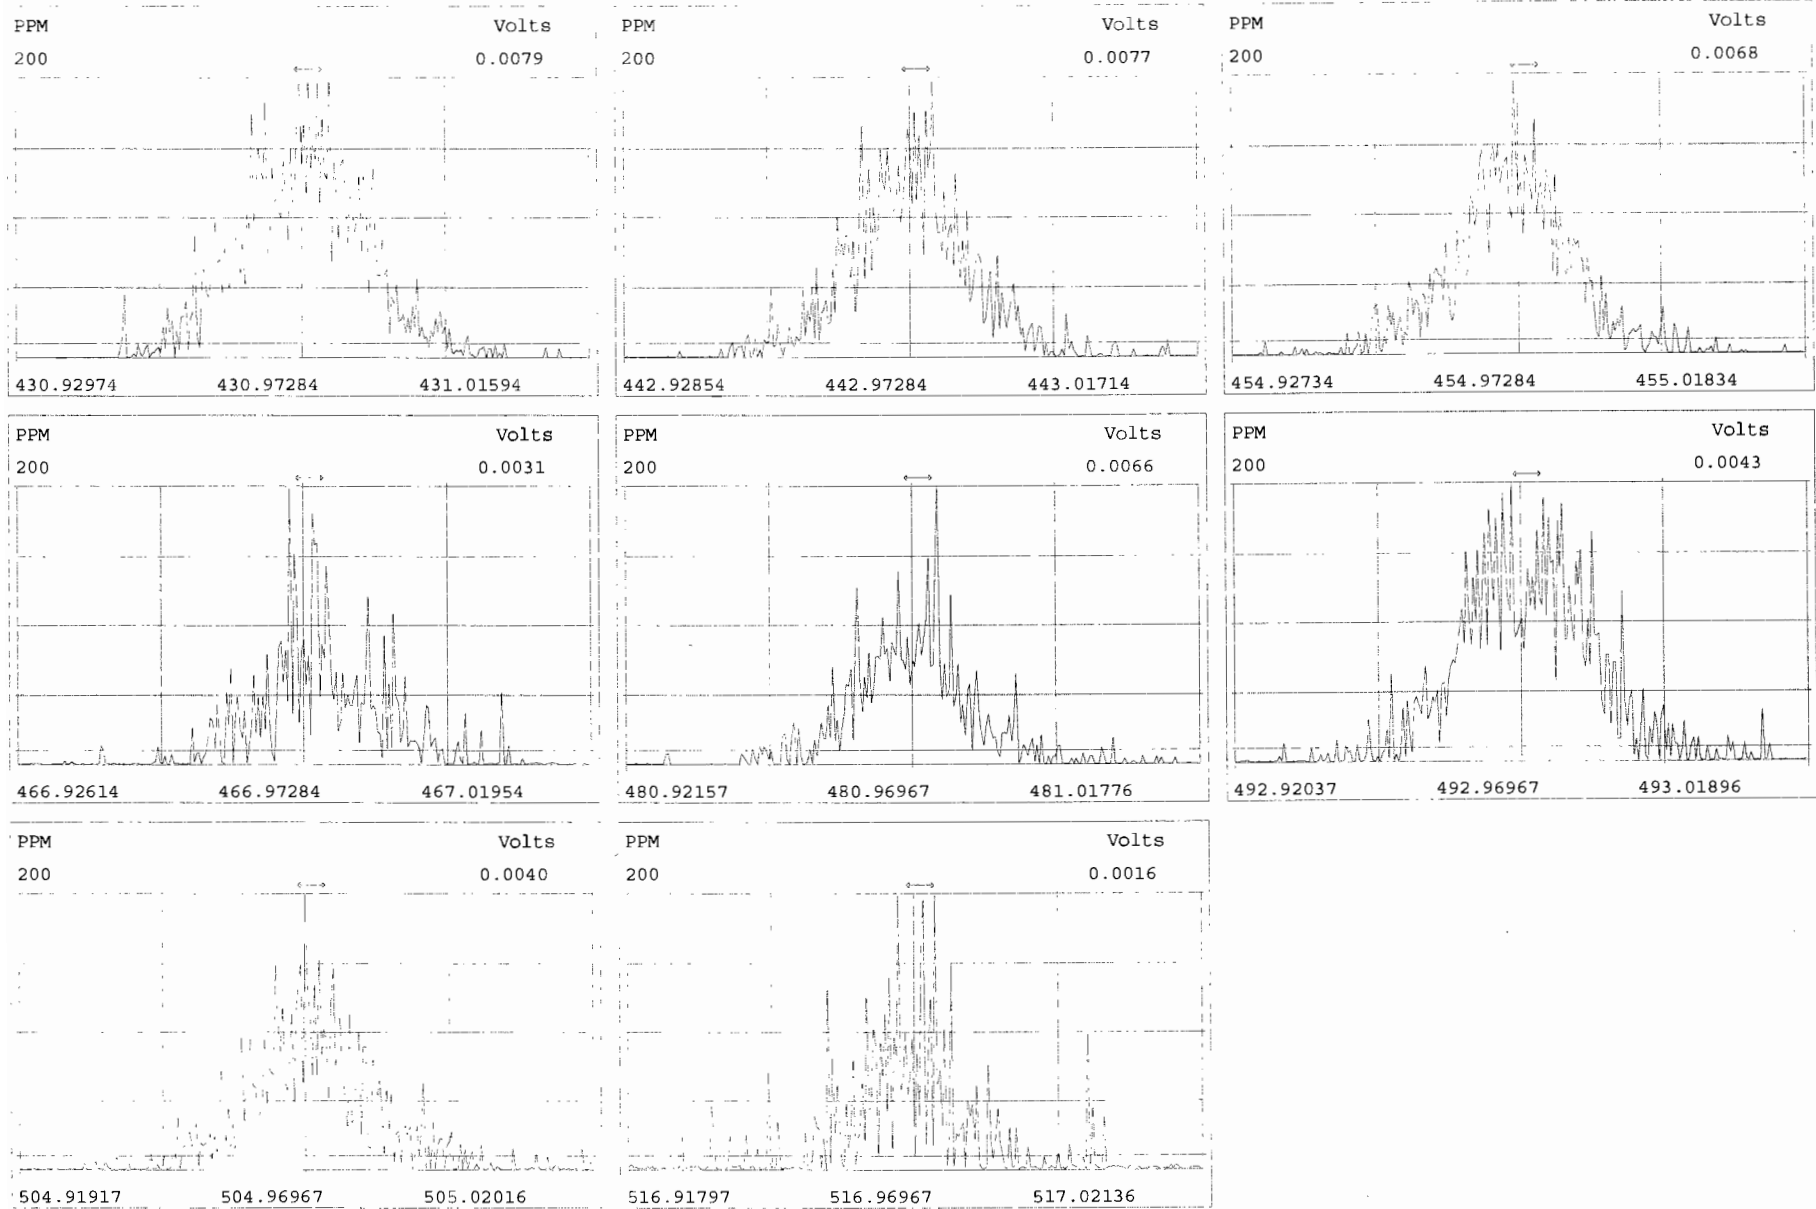 PPM Volts
200 0.0079
430.92974 430.97284 431.01594
PPM Volts
200 0.0077
442.92854 442.97284 443.01714
PPM Volts
200 0.0068
454.92734 454.97284 455.01834
PPM Volts
200 0.0031
466.92614 466.97284 467.01954
PPM Volts
200 0.0066
480.92157 480.96967 481.01776
PPM Volts
200 0.0043
492.92037 492.96967 493.01896
PPM Volts
200 0.0040
504.91917 504.96967 505.02016
PPM Volts
200 0.0016
516.91797 516.96967 517.02136